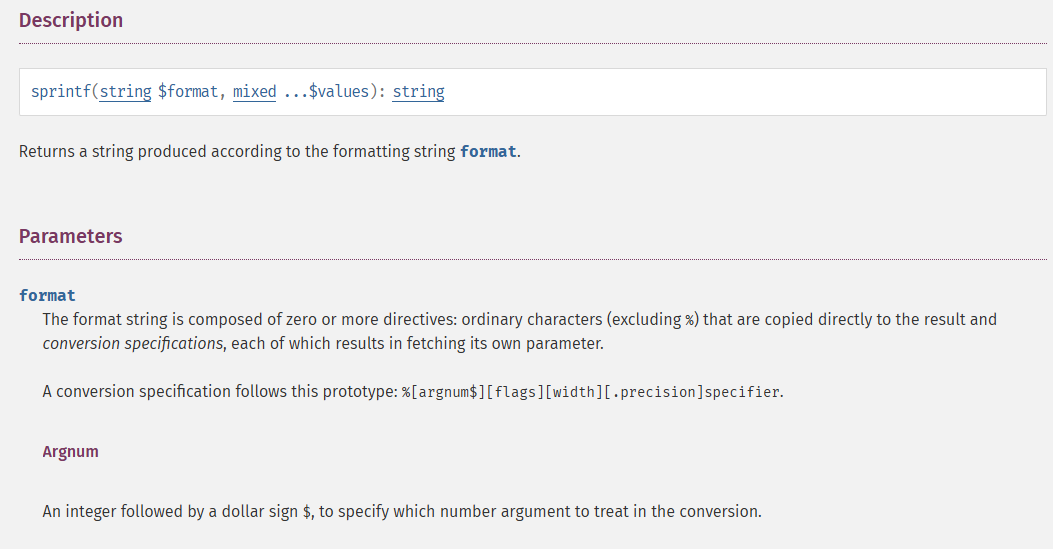 Description
sprintf(string $format, mixed ...$values): string
Returns a string produced according to the formatting string format.
Parameters
format
The format string is composed of zero or more directives: ordinary characters (excluding %) that are copied directly to the result and
conversion specifications, each of which results in fetching its own parameter.
A conversion specification follows this prototype: %[argnum$][flags][width][.precision]specifier.
Argnum
An integer followed by a dollar sign $, to specify which number argument to treat in the conversion.